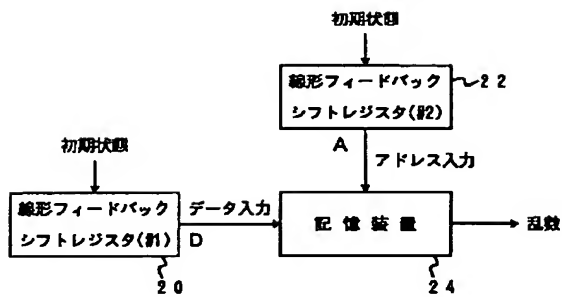 初期状態
線形フィードバック
シフトレジスタ(#2)
22
A
アドレス入力
初期状態
線形フィードバック
シフトレジスタ(#1)
20
データ入力
D
記憶装置
24
乱数